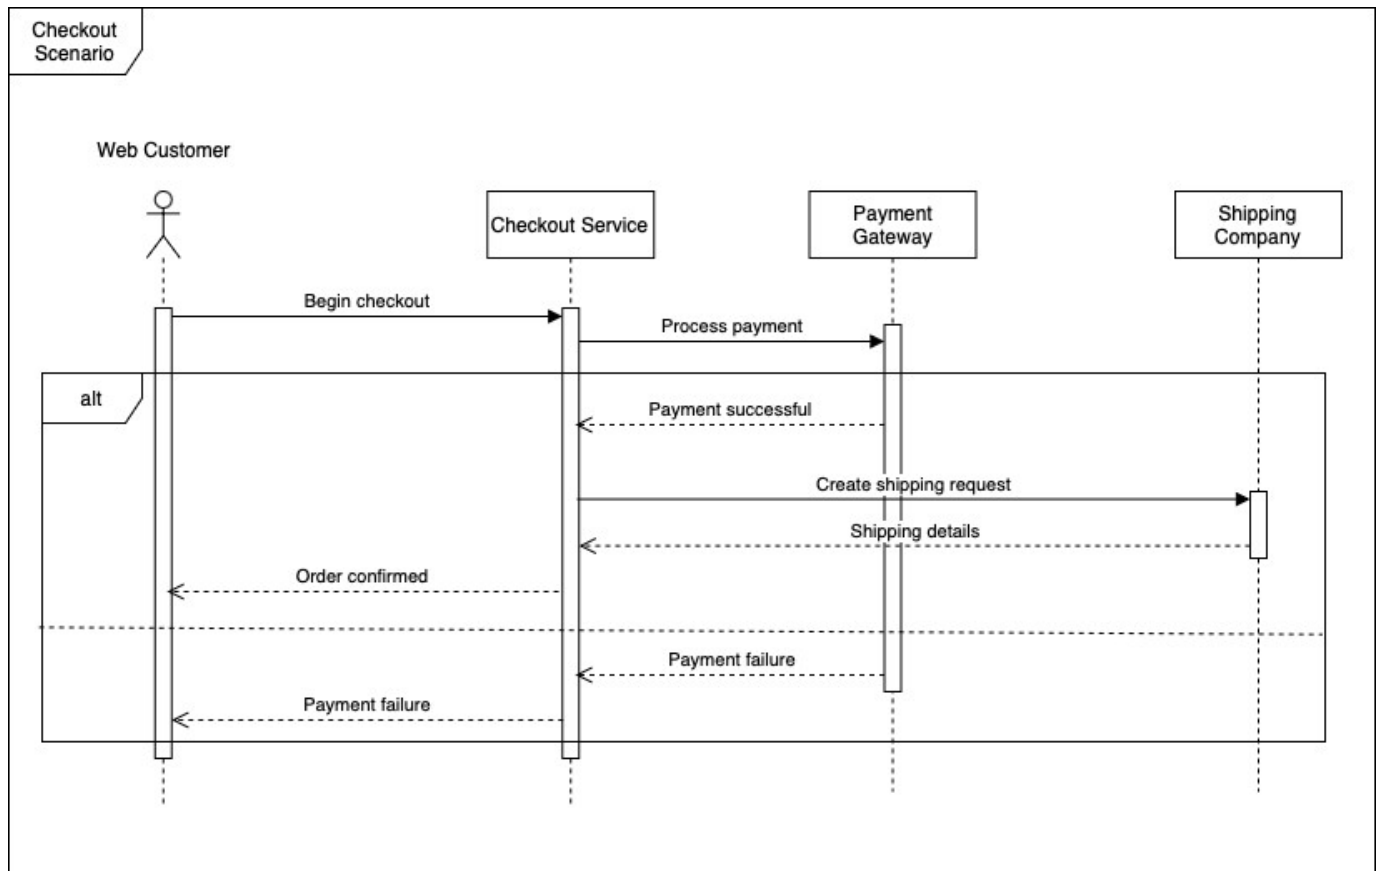 Checkout
Scenario
Web Customer
Checkout Service
Payment
Gateway
Shipping
Company
Begin checkout
Process payment
alt
Payment successful
Create shipping request
Shipping details
Order confirmed
Payment failure
Payment failure